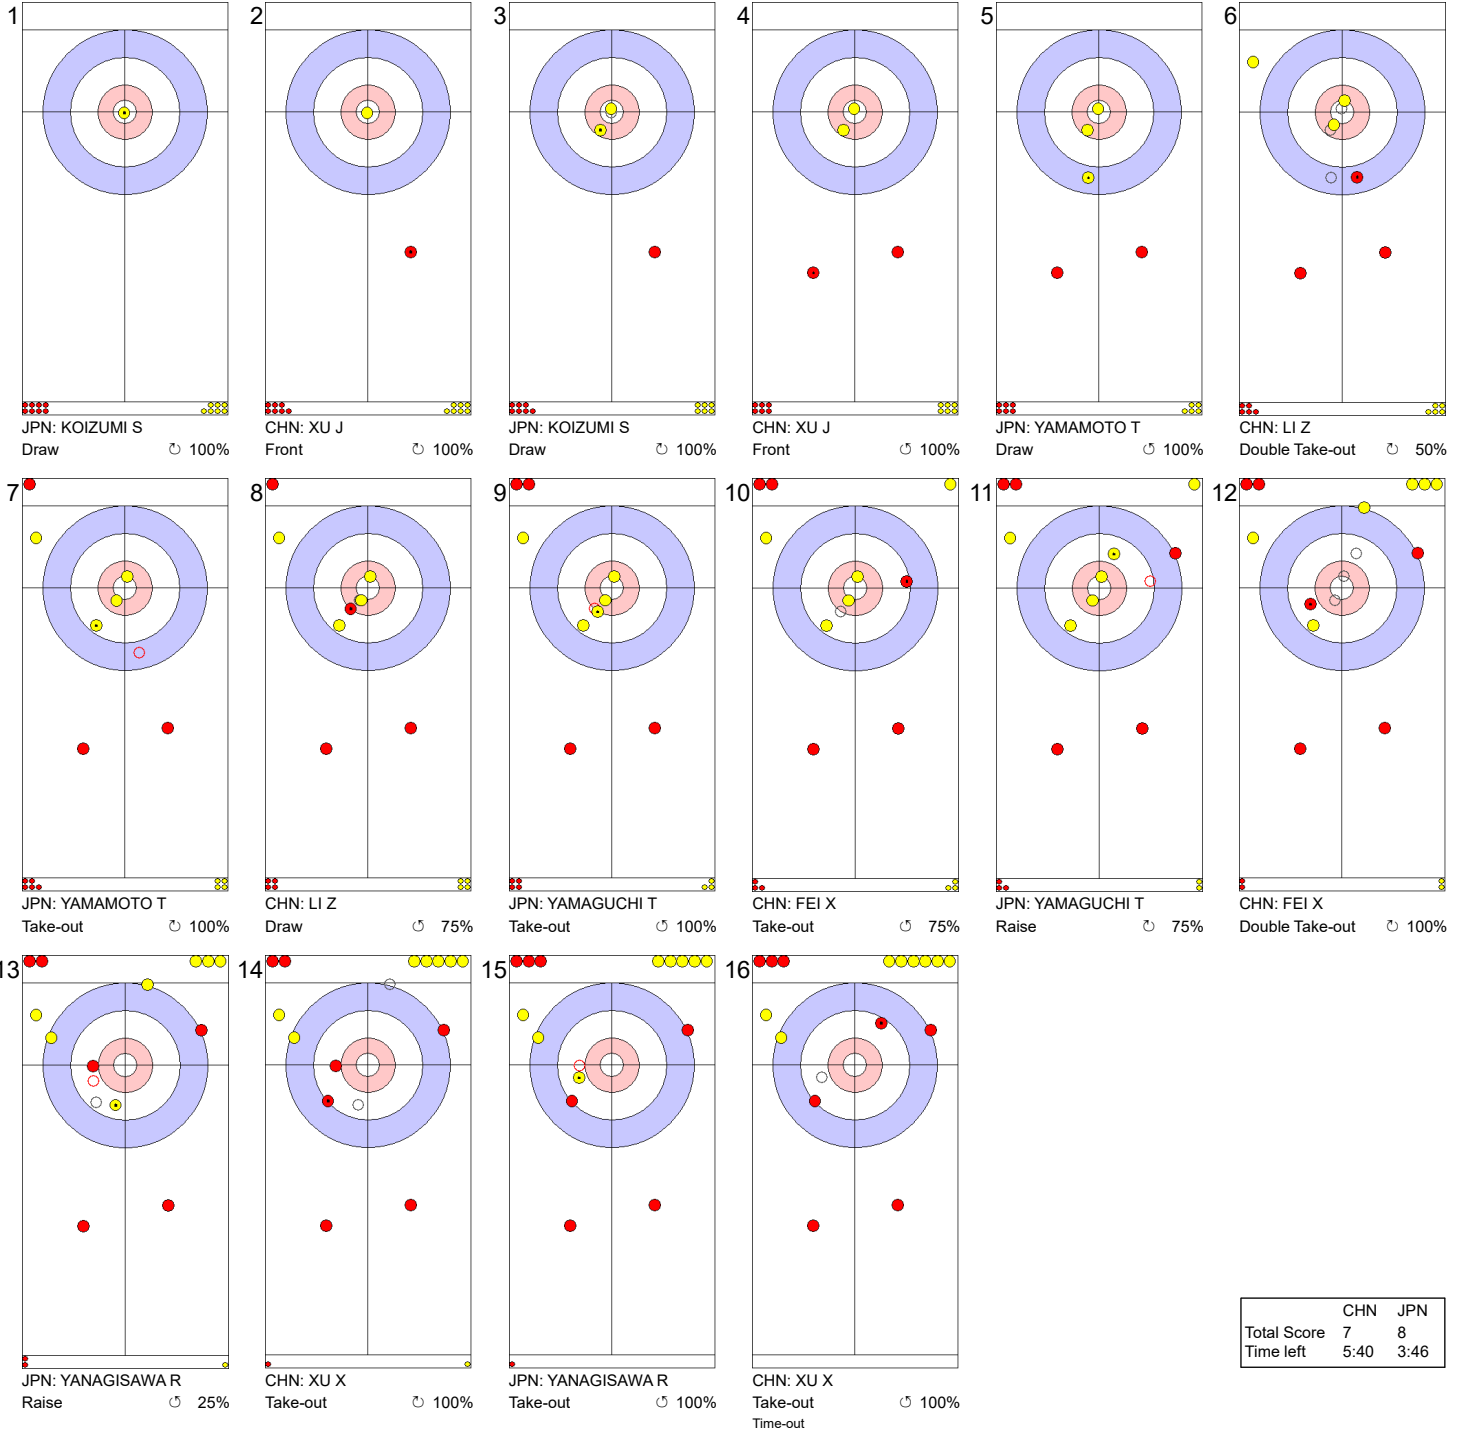 1
JPN: KOIZUMI S
Draw ↻ 100%
2
CHN: XU J
Front ↻ 100%
3
JPN: KOIZUMI S
Draw ↻ 100%
4
CHN: XU J
Front ↻ 100%
5
JPN: YAMAMOTO T
Draw ↻ 100%
6
CHN: LI Z
Double Take-out ↻ 50%
7
JPN: YAMAMOTO T
Take-out ↻ 100%
8
CHN: LI Z
Draw ↺ 75%
9
JPN: YAMAGUCHI T
Take-out ↺ 100%
10
CHN: FEI X
Take-out ↺ 75%
11
JPN: YAMAGUCHI T
Raise ↻ 75%
12
CHN: FEI X
Double Take-out ↻ 100%
13
JPN: YANAGISAWA R
Raise ↺ 25%
14
CHN: XU X
Take-out ↻ 100%
15
JPN: YANAGISAWA R
Take-out ↺ 100%
16
CHN: XU X
Take-out ↺ 100%
Time-out
CHN JPN
Total Score 7 8
Time left 5:40 3:46